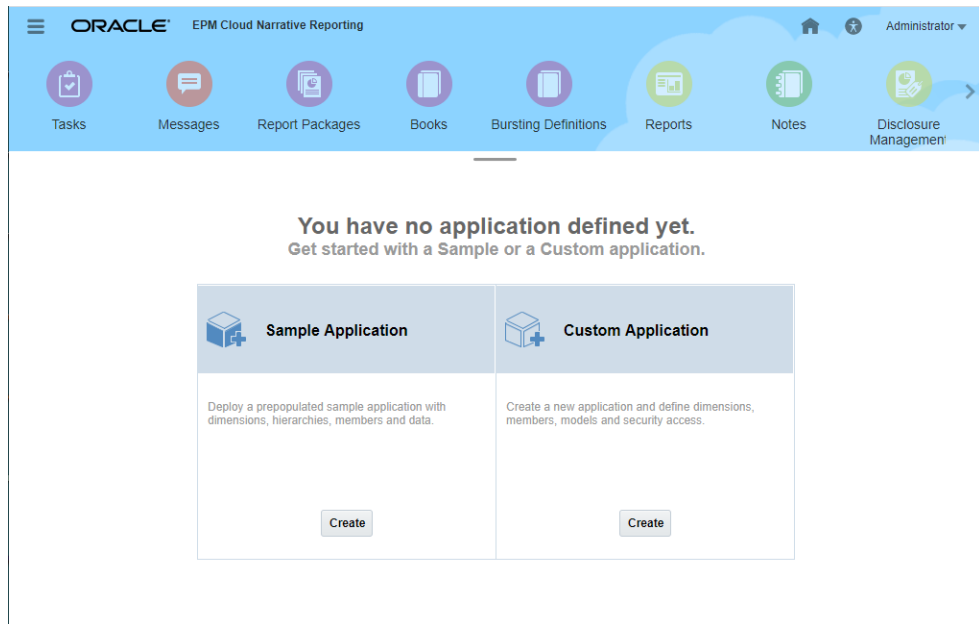 ORACLE® EPM Cloud Narrative Reporting Administrator
Tasks Messages Report Packages Books Bursting Definitions Reports Notes Disclosure
Management
You have no application defined yet.
Get started with a Sample or a Custom application.
Sample Application
Deploy a prepopulated sample application with
dimensions, hierarchies, members and data.
Create
Custom Application
Create a new application and define dimensions,
members, models and security access.
Create